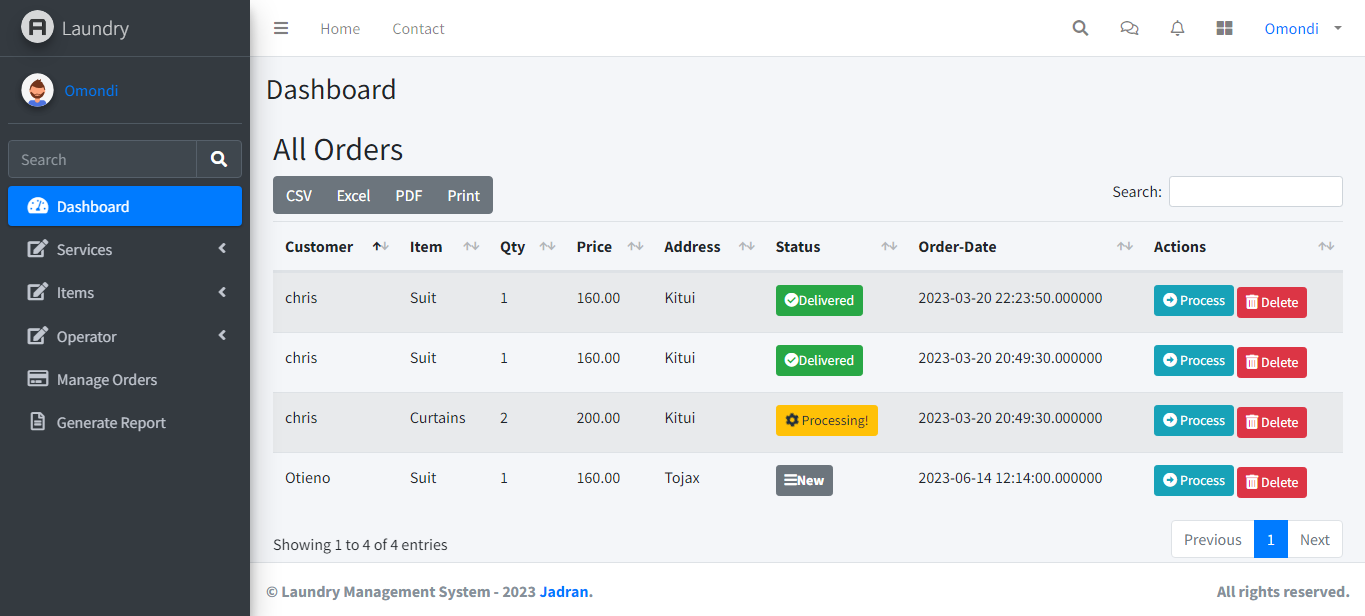 Laundry
Home Contact Omondi
Omondi
Dashboard
Search
All Orders
Dashboard
CSV Excel PDF Print Search:
Services
Items
Operator
Manage Orders
Generate Report
Customer Item Qty Price Address Status Order-Date Actions
chris Suit 1 160.00 Kitui Delivered 2023-03-20 22:23:50.000000 Process Delete
chris Suit 1 160.00 Kitui Delivered 2023-03-20 20:49:30.000000 Process Delete
chris Curtains 2 200.00 Kitui Processing! 2023-03-20 20:49:30.000000 Process Delete
Otieno Suit 1 160.00 Tojax New 2023-06-14 12:14:00.000000 Process Delete
Showing 1 to 4 of 4 entries Previous 1 Next
© Laundry Management System - 2023 Jadran. All rights reserved.